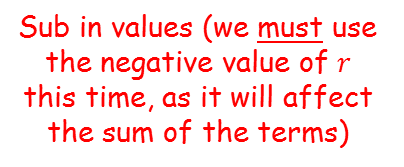 Sub in values (we must use
the negative value of r
this time, as it will affect
the sum of the terms)